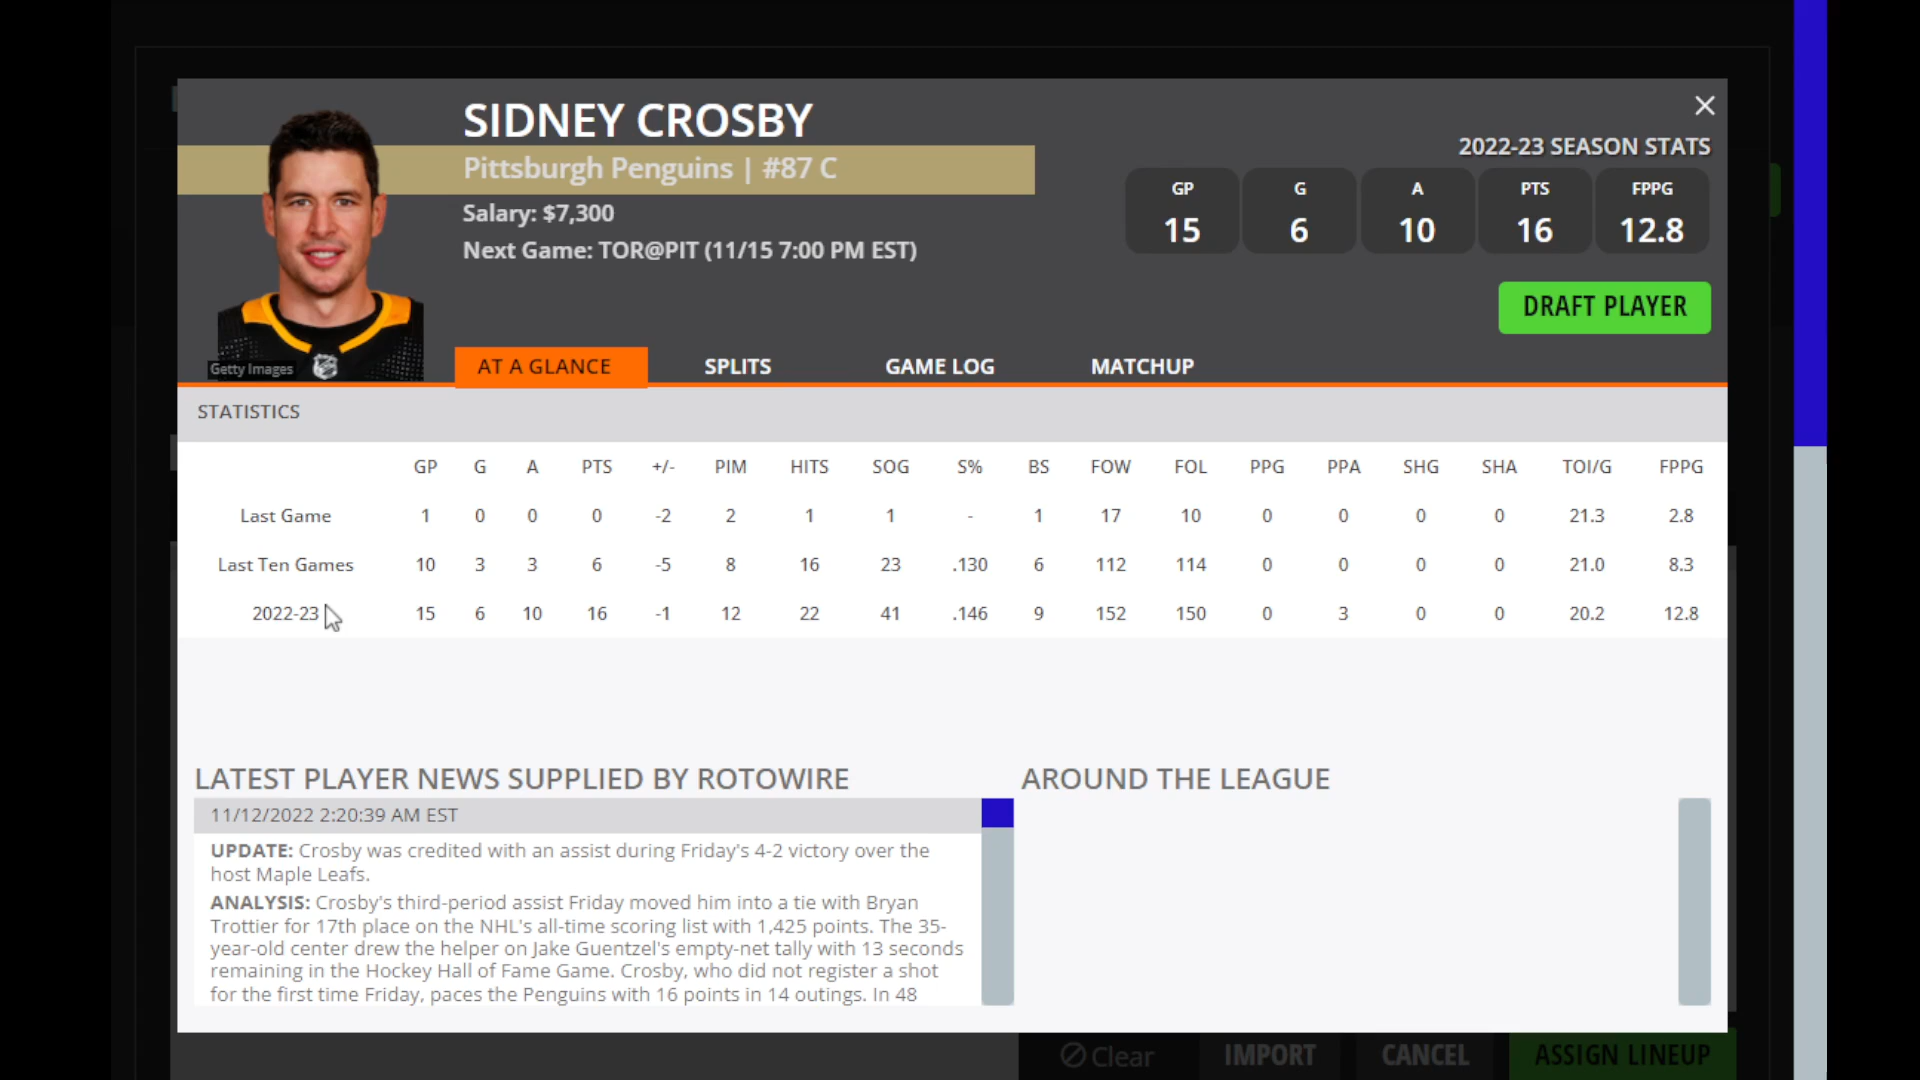 SIDNEY CROSBY
Pittsburgh Penguins | #87 C
Salary: $7,300
Next Game: TOR@PIT (11/15 7:00 PM EST)
2022-23 SEASON STATS
GP G A PTS FPPG
15 6 10 16 12.8
DRAFT PLAYER
Getty Images
AT A GLANCE SPLITS GAME LOG MATCHUP
STATISTICS
GP G A PTS +/- PIM HITS SOG S% BS FOW FOL PPG PPA SHG SHA TOI/G FPPG
Last Game 1 0 0 0 -2 2 1 1 - 1 17 10 0 0 0 0 21.3 2.8
Last Ten Games 10 3 3 6 -5 8 16 23 .130 6 112 114 0 0 0 0 21.0 8.3
2022-23 15 6 10 16 -1 12 22 41 .146 9 152 150 0 3 0 0 20.2 12.8
LATEST PLAYER NEWS SUPPLIED BY ROTOWIRE
11/12/2022 2:20:39 AM EST
UPDATE: Crosby was credited with an assist during Friday's 4-2 victory over the
host Maple Leafs.
ANALYSIS: Crosby's third-period assist Friday moved him into a tie with Bryan
Trottier for 17th place on the NHL's all-time scoring list with 1,425 points. The 35-
year-old center drew the helper on Jake Guentzel's empty-net tally with 13 seconds
remaining in the Hockey Hall of Fame Game. Crosby, who did not register a shot
for the first time Friday, paces the Penguins with 16 points in 14 outings. In 48
AROUND THE LEAGUE
Clear IMPORT CANCEL ASSIGN LINEUP